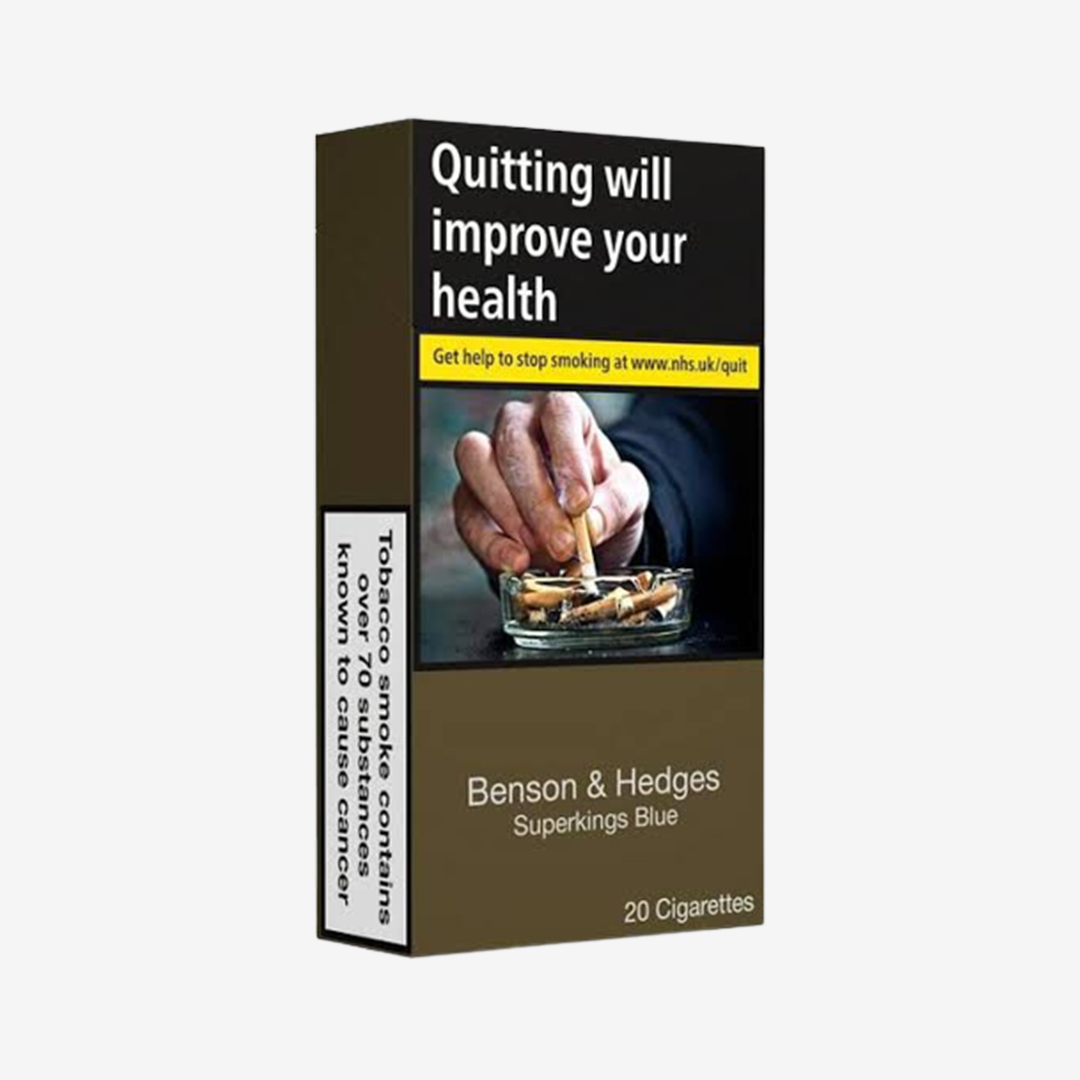 Quitting will
improve your
health
Get help to stop smoking at www.nhs.uk/quit
Benson & Hedges
Superkings Blue
20 Cigarettes
Tobacco smoke contains
over 70 substances
known to cause cancer